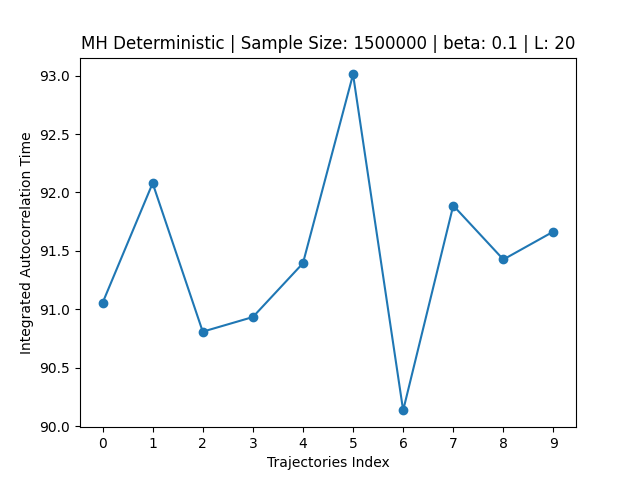 MH Deterministic | Sample Size: 1500000 | beta: 0.1 | L: 20
Integrated Autocorrelation Time
93.0
92.5
92.0
91.5
91.0
90.5
90.0
0 1 2 3 4 5 6 7 8 9
Trajectories Index